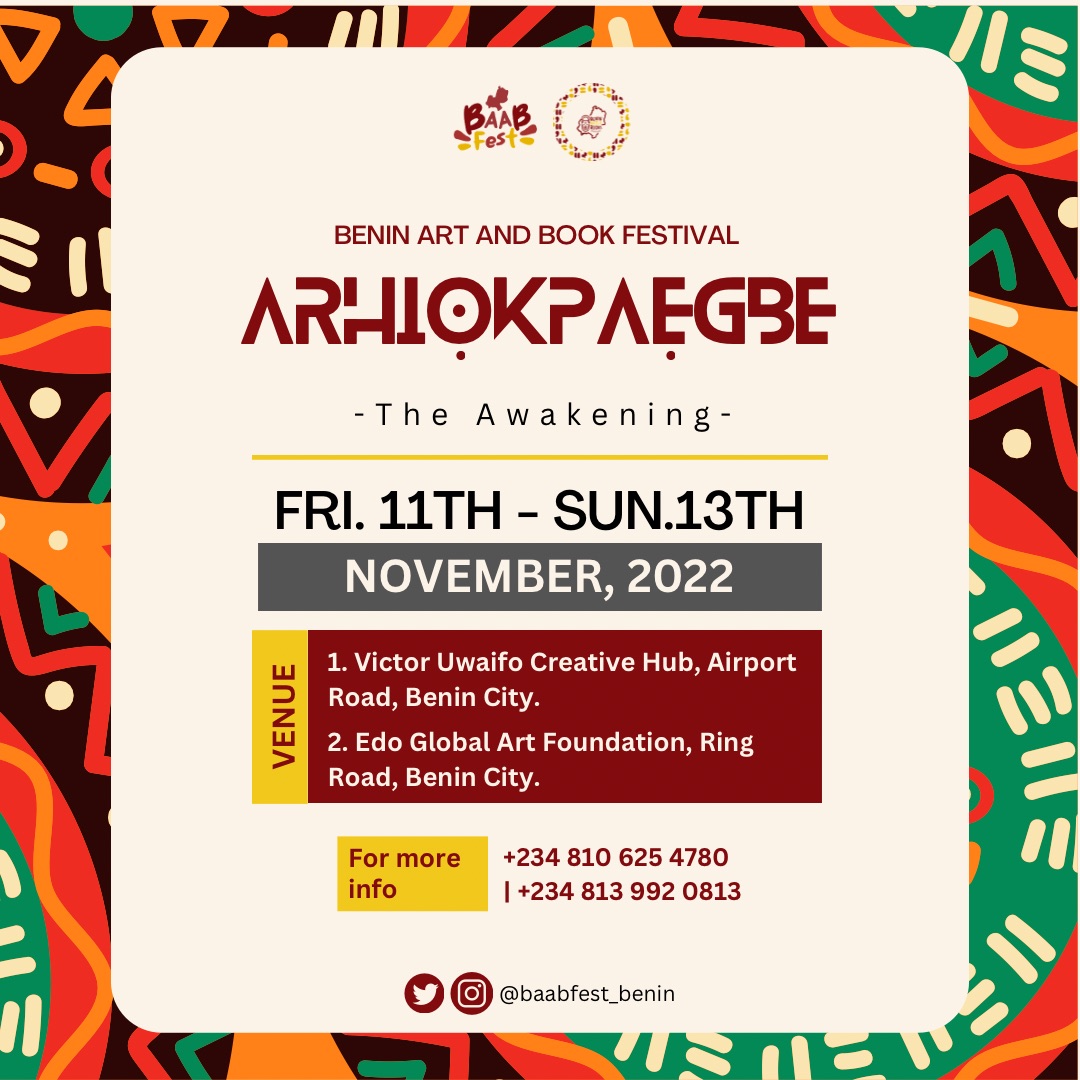 BAAB
Fest
BENIN ART AND BOOK FESTIVAL
ARHIỌKPAẸGBE
-The Awakening-
FRI. 11TH – SUN.13TH
NOVEMBER, 2022
VENUE
1. Victor Uwaifo Creative Hub, Airport
Road, Benin City.
2. Edo Global Art Foundation, Ring
Road, Benin City.
For more
info
+234 810 625 4780
| +234 813 992 0813
@baabfest_benin